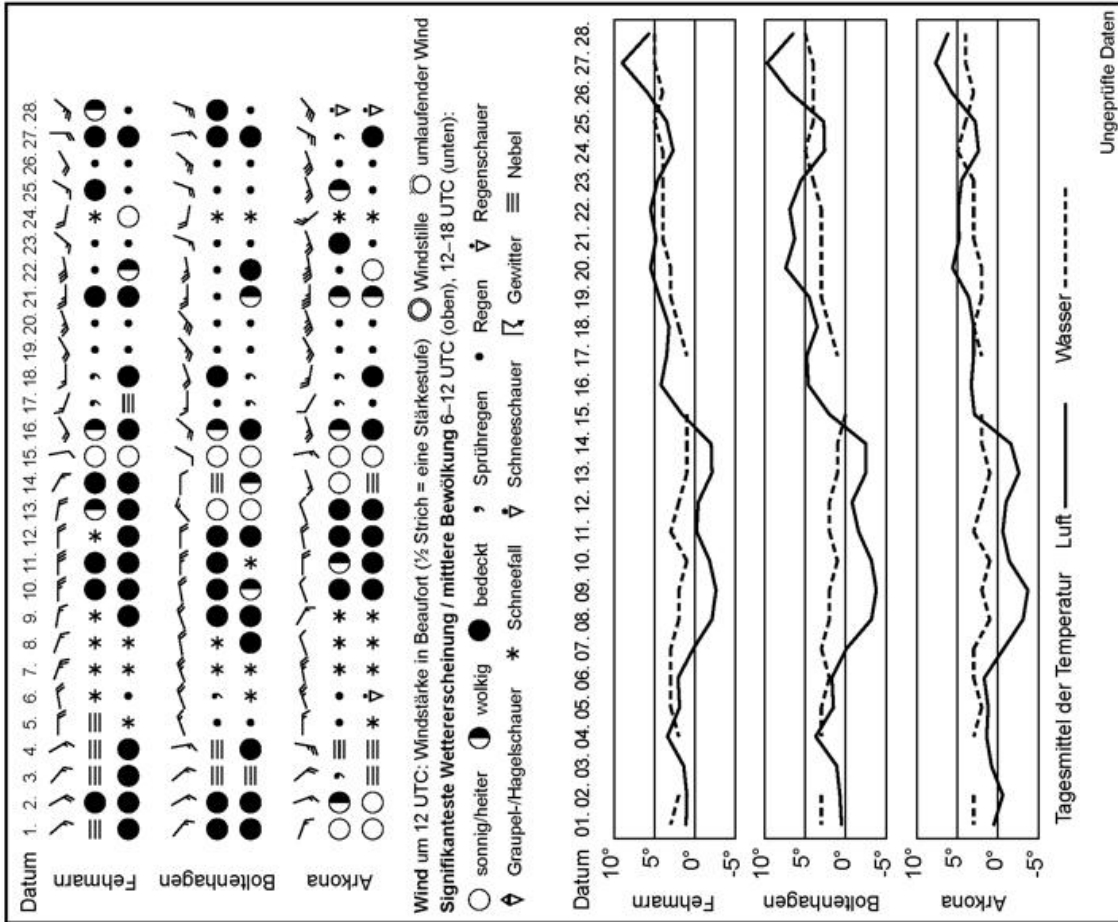 Datum 1. 2. 3. 4. 5. 6. 7. 8. 9. 10. 11. 12. 13. 14. 15. 16. 17. 18. 19. 20. 21. 22. 23. 24. 25. 26. 27. 28.
Fehmarn
Boltenhagen
Arkona
Wind um 12 UTC: Windstärke in Beaufort (½ Strich = eine Stärkestufe) Windstille umlaufender Wind
Signifikanteste Wettererscheinung / mittlere Bewölkung 6–12 UTC (oben), 12–18 UTC (unten):
sonnig/heiter wolkig bedeckt Sprühregen Regen Regenschauer
Graupel-/Hagelschauer Schneefall Schneeschauer Gewitter Nebel
Datum 01. 02. 03. 04. 05. 06. 07. 08. 09. 10. 11. 12. 13. 14. 15. 16. 17. 18. 19. 20. 21. 22. 23. 24. 25. 26. 27. 28.
Fehmarn
10°
5°
0°
-5°
Boltenhagen
10°
5°
0°
-5°
Arkona
10°
5°
0°
-5°
Tagesmittel der Temperatur Luft Wasser
Ungeprüfte Daten